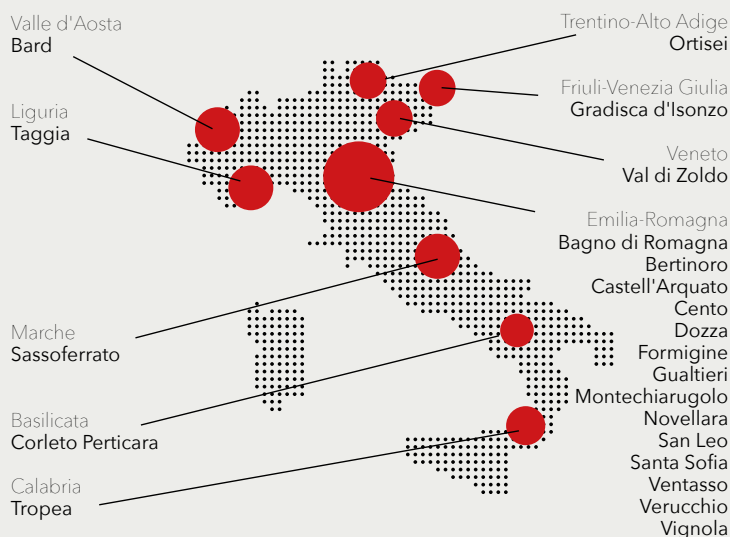 Valle d'Aosta
Bard
Liguria
Taggia
Marche
Sassoferrato
Basilicata
Corleto Perticara
Calabria
Tropea
Trentino-Alto Adige
Ortisei
Friuli-Venezia Giulia
Gradisca d'Isonzo
Veneto
Val di Zoldo
Emilia-Romagna
Bagno di Romagna
Bertinoro
Castell'Arquato
Cento
Dozza
Formigine
Gualtieri
Montechiarugolo
Novellara
San Leo
Santa Sofia
Ventasso
Verucchio
Vignola